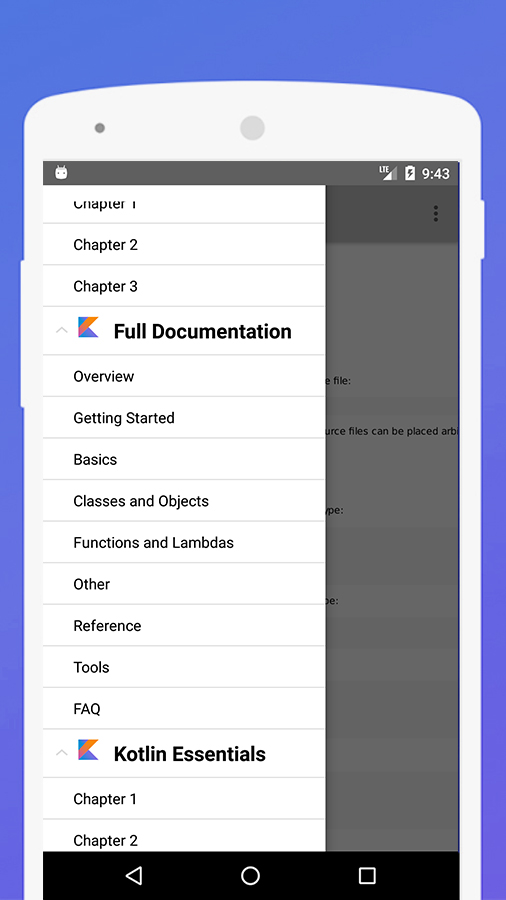 LTE 9:43
Chapter 1
Chapter 2
Chapter 3
Full Documentation
Overview
e file:
Getting Started
urce files can be placed arbi
Basics
Classes and Objects
ype:
Functions and Lambdas
Other
pe:
Reference
Tools
FAQ
Kotlin Essentials
Chapter 1
Chapter 2